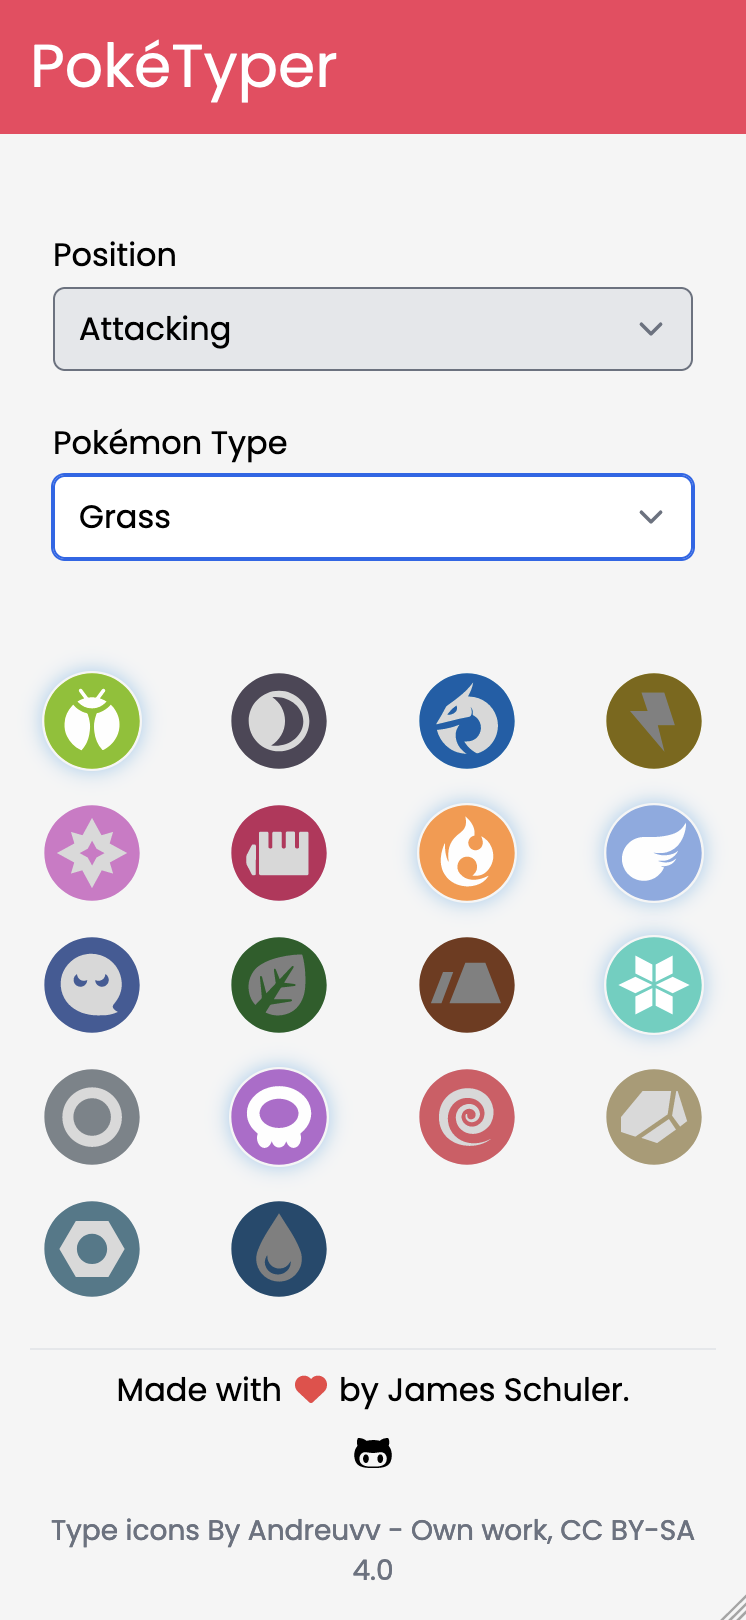 PokéTyper
Position
Attacking
Pokémon Type
Grass
Made with ❤ by James Schuler.
Type icons By Andreuvv - Own work, CC BY-SA
4.0